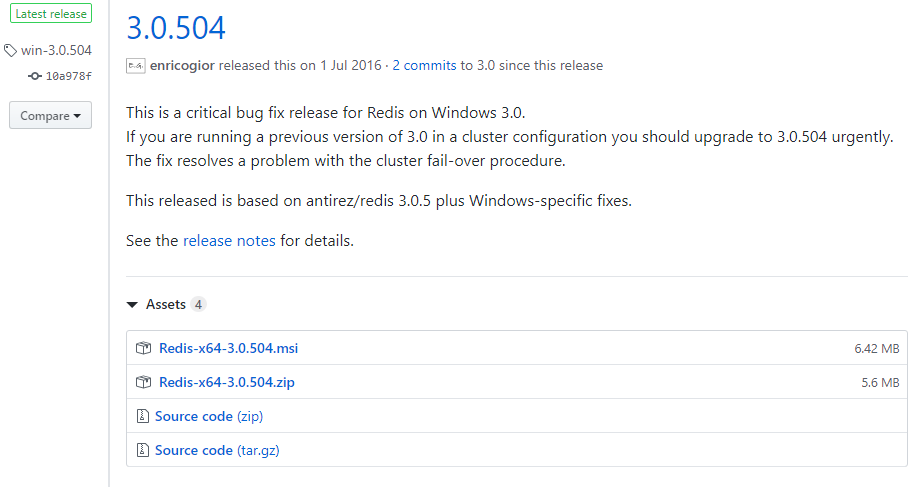 Latest release
win-3.0.504
10a978f
Compare
3.0.504
enricogior released this on 1 Jul 2016 · 2 commits to 3.0 since this release
This is a critical bug fix release for Redis on Windows 3.0.
If you are running a previous version of 3.0 in a cluster configuration you should upgrade to 3.0.504 urgently.
The fix resolves a problem with the cluster fail-over procedure.
This released is based on antirez/redis 3.0.5 plus Windows-specific fixes.
See the release notes for details.
Assets 4
Redis-x64-3.0.504.msi 6.42 MB
Redis-x64-3.0.504.zip 5.6 MB
Source code (zip)
Source code (tar.gz)